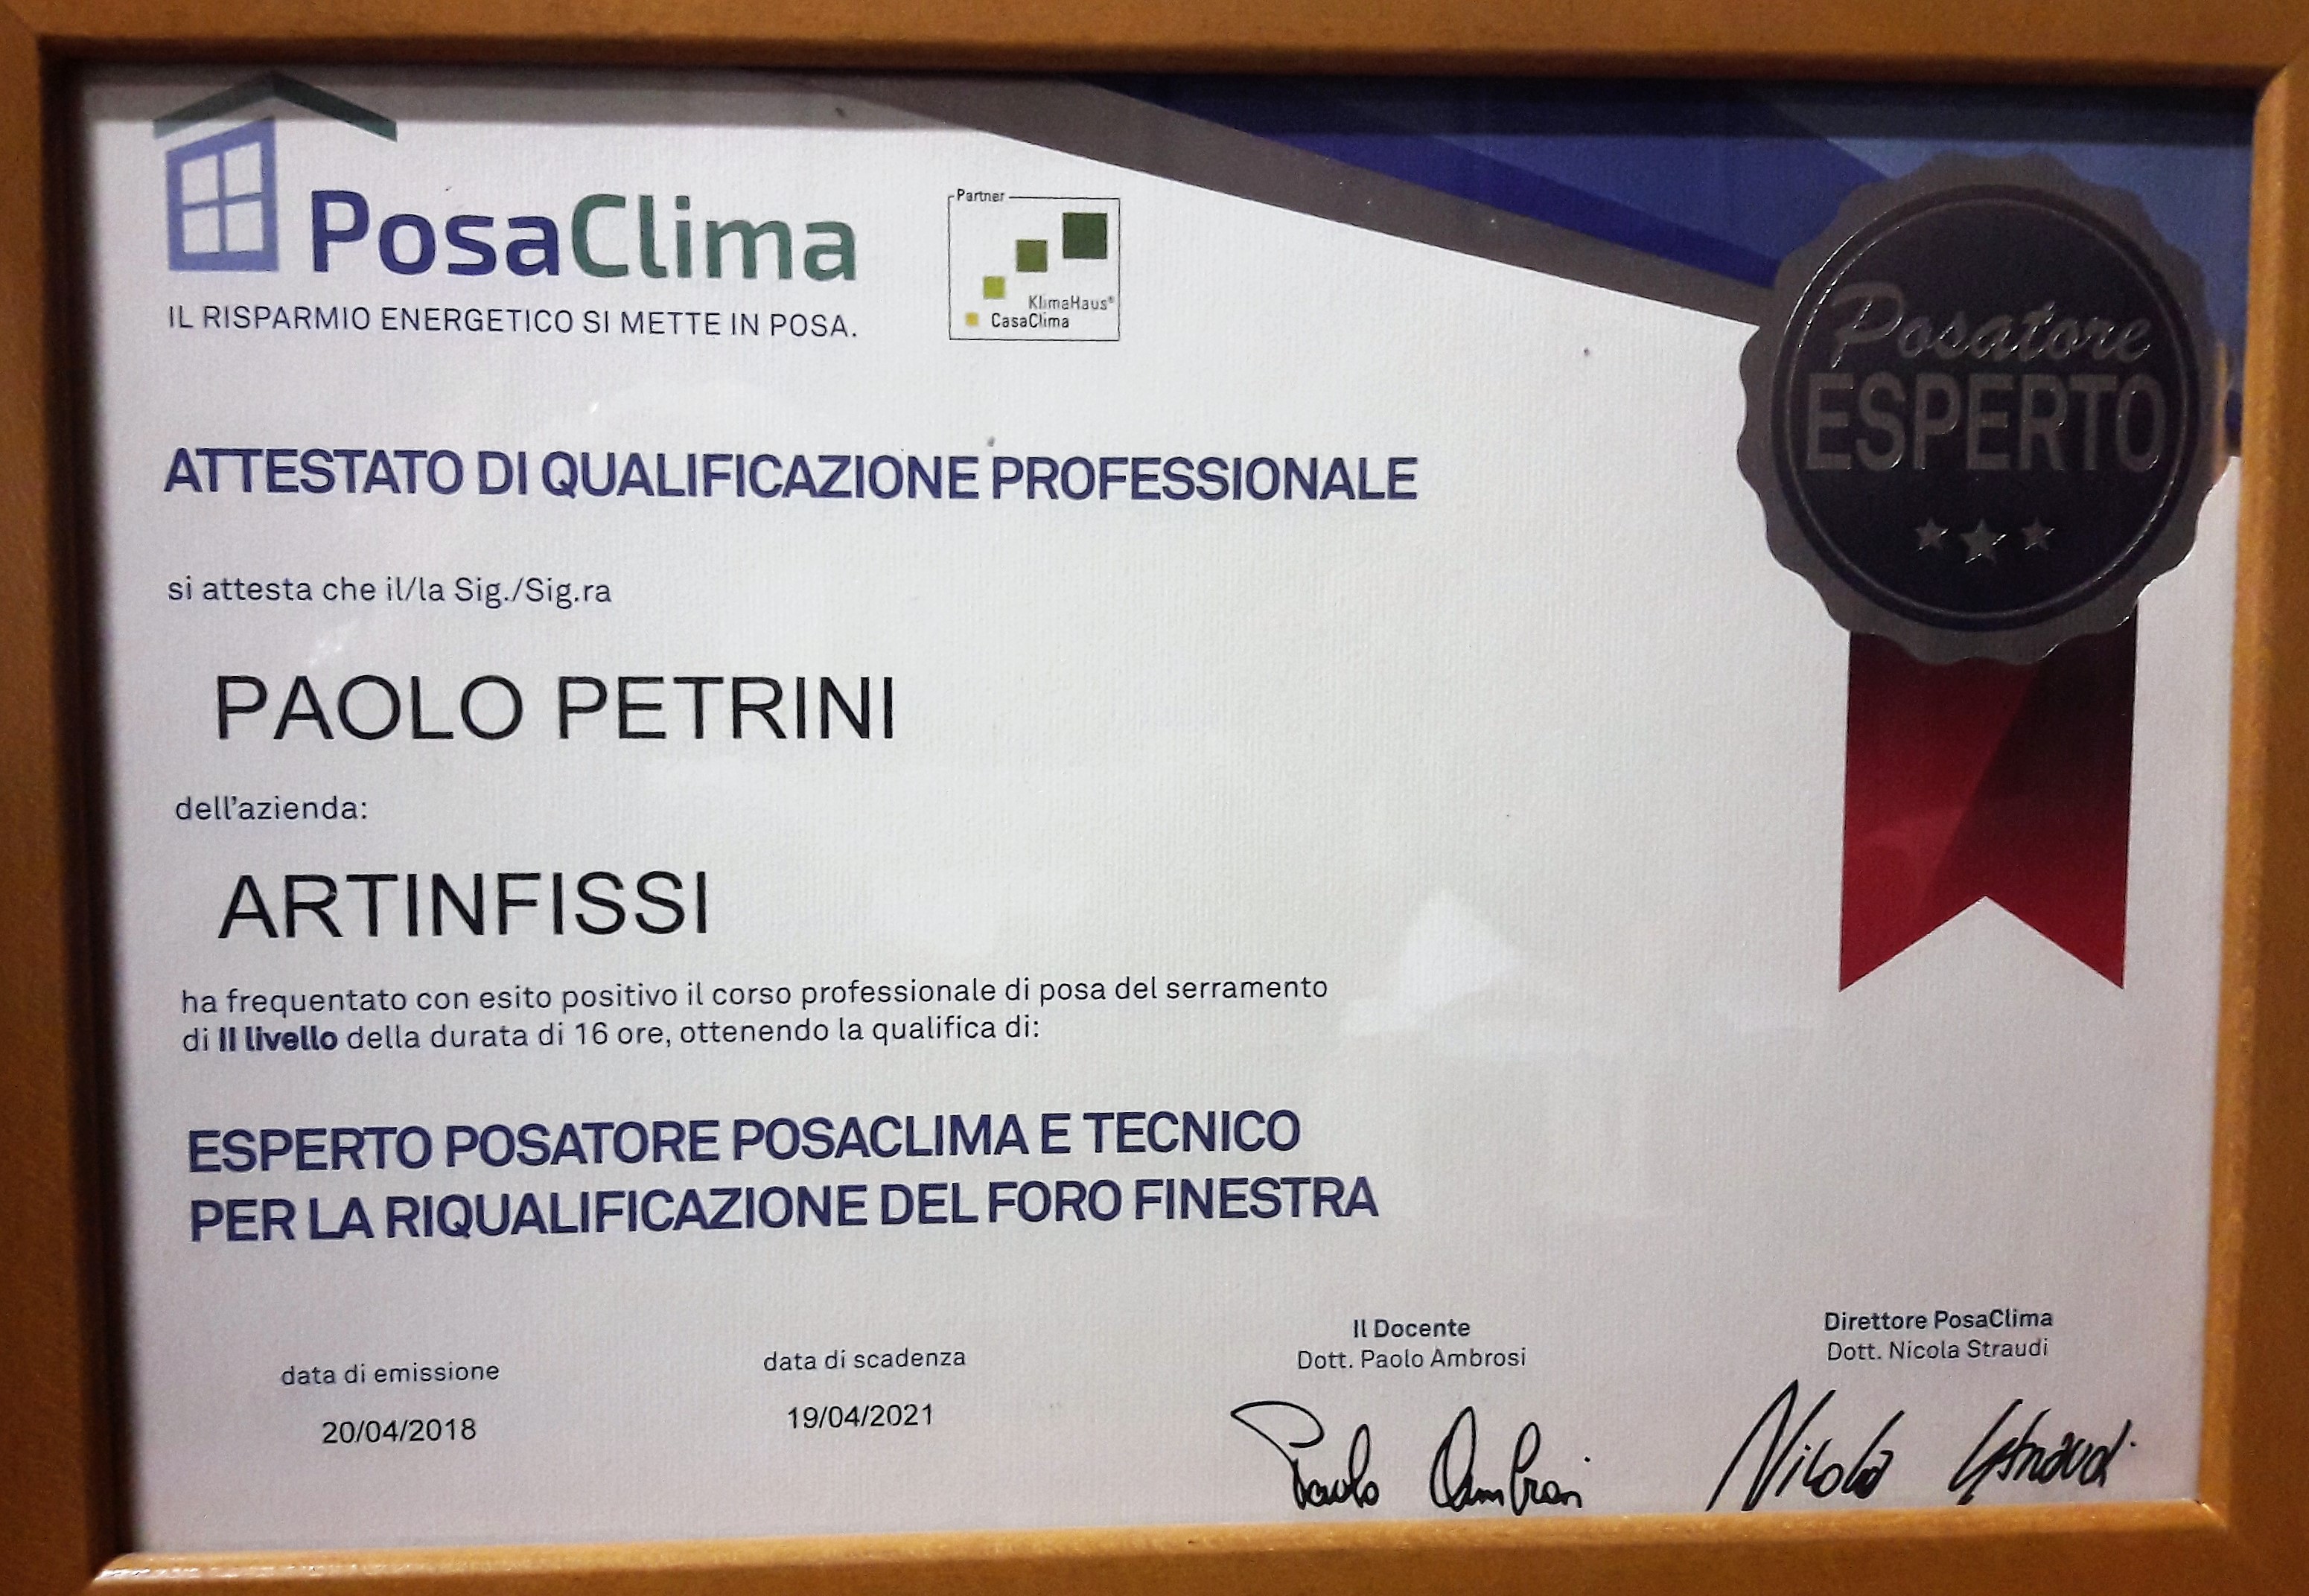 PosaClima
IL RISPARMIO ENERGETICO SI METTE IN POSA.
Partner
KlimaHaus®
CasaClima
Posatore
ESPERTO
ATTESTATO DI QUALIFICAZIONE PROFESSIONALE
si attesta che il/la Sig./Sig.ra
PAOLO PETRINI
dell'azienda:
ARTINFISSI
ha frequentato con esito positivo il corso professionale di posa del serramento
di II livello della durata di 16 ore, ottenendo la qualifica di:
ESPERTO POSATORE POSACLIMA E TECNICO
PER LA RIQUALIFICAZIONE DEL FORO FINESTRA
data di emissione
20/04/2018
data di scadenza
19/04/2021
Il Docente
Dott. Paolo Ambrosi
Paolo Ambrosi
Direttore PosaClima
Dott. Nicola Straudi
Nicola Straudi